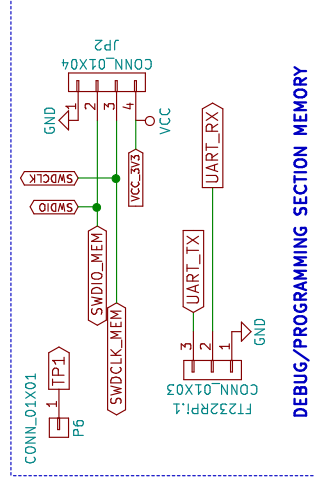 JP2
CONN_01X04
1
2
3
4
GND
VCC
SWDCLK
SWDIO
VCC_3V3
UART_RX
SWDIO_MEM
UART_TX
SWDCLK_MEM
3
2
1
GND
CONN_01X03
FT232RPI.1
CONN_01X01
TP1
1
P6
DEBUG/PROGRAMMING SECTION MEMORY